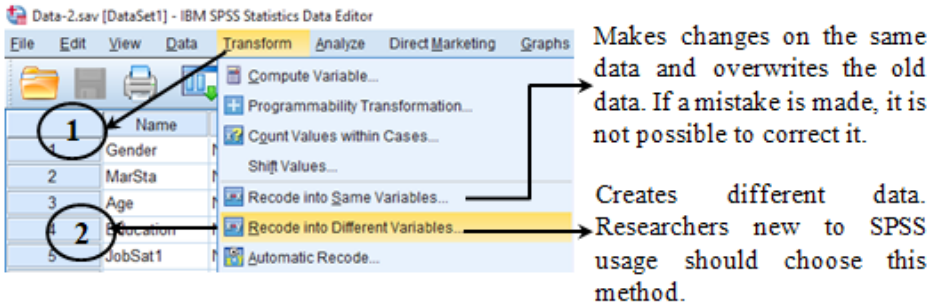 Data-2.sav [DataSet1] - IBM SPSS Statistics Data Editor
File Edit View Data Transform Analyze Direct Marketing Graphs
Compute Variable...
Programmability Transformation...
Count Values within Cases...
Shift Values...
Recode into Same Variables...
Recode into Different Variables...
Automatic Recode...
Name
1
Gender
2 MarSta
3 Age
4 Education
2
5 JobSat1
Makes changes on the same
data and overwrites the old
data. If a mistake is made, it is
not possible to correct it.
Creates different data.
Researchers new to SPSS
usage should choose this
method.